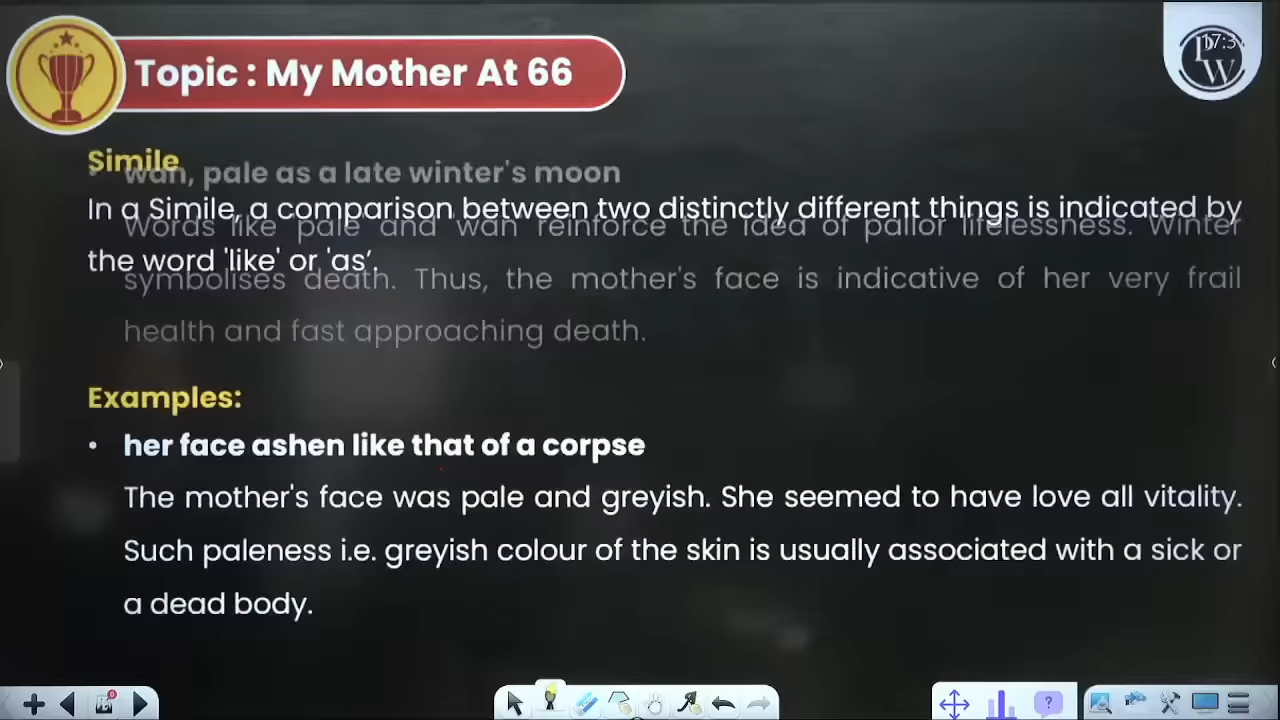 Topic : My Mother At 66
Simile
• wan, pale as a late winter's moon
In a Simile, a comparison between two distinctly different things is indicated by
Words like 'pale' and 'wan' reinforce the idea of pallor lifelessness. Winter
the word 'like' or 'as’.
symbolises death. Thus, the mother's face is indicative of her very frail
health and fast approaching death.
Examples:
• her face ashen like that of a corpse
The mother's face was pale and greyish. She seemed to have love all vitality.
Such paleness i.e. greyish colour of the skin is usually associated with a sick or
a dead body.